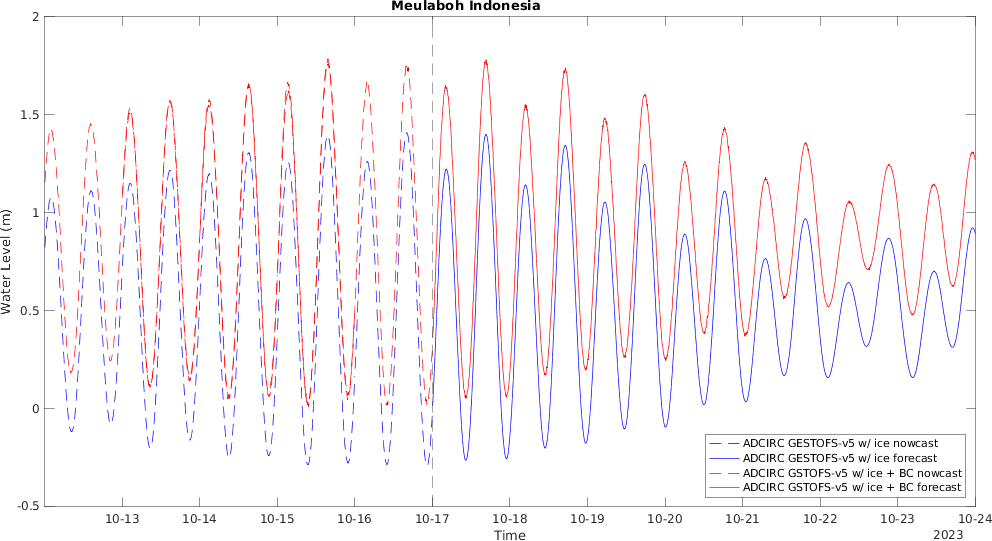 Meulaboh Indonesia
2
1.5
1
0.5
0
-0.5
Water Level (m)
10-13
10-14
10-15
10-16
10-17
10-18
10-19
10-20
10-21
10-22
10-23
10-24
Time
2023
ADCIRC GESTOFS-v5 w/ ice nowcast
ADCIRC GESTOFS-v5 w/ ice forecast
ADCIRC GSTOFS-v5 w/ ice + BC nowcast
ADCIRC GSTOFS-v5 w/ ice + BC forecast